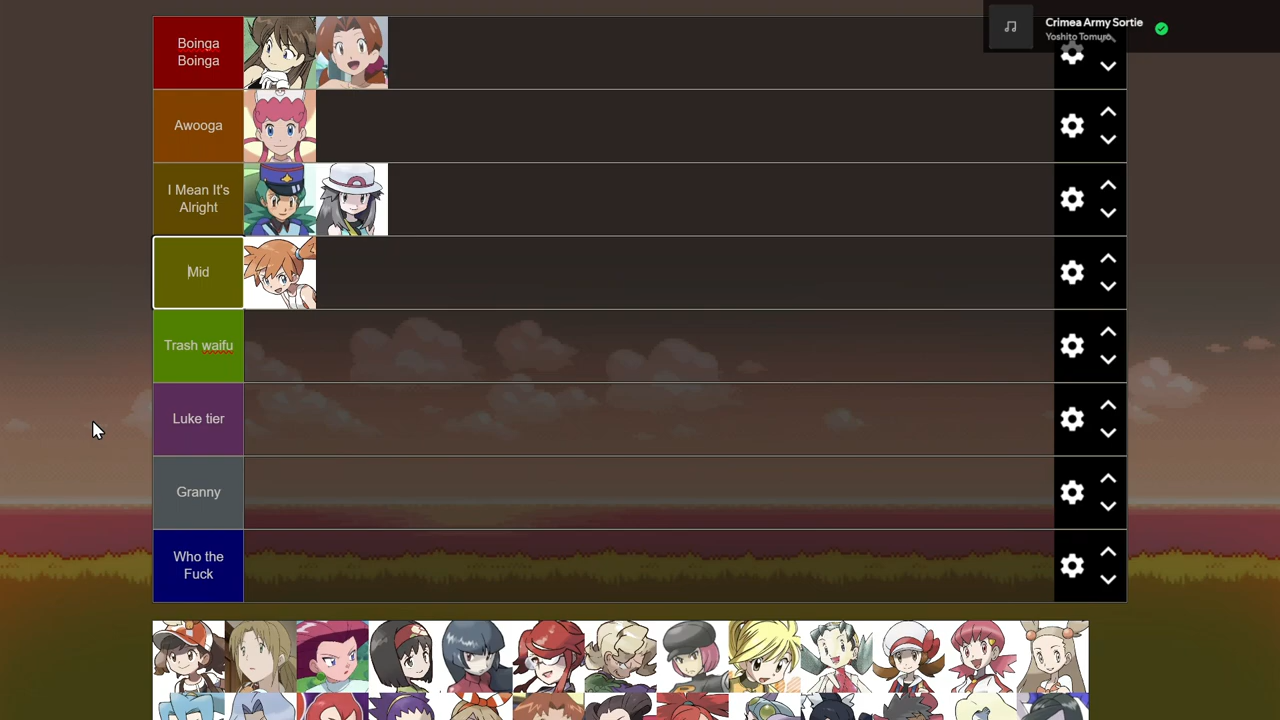 Crimea Army Sortie
Yoshito Tomuro
Boinga
Boinga
Awooga
I Mean It's
Alright
Mid
Trash waifu
Luke tier
Granny
Who the
Fuck